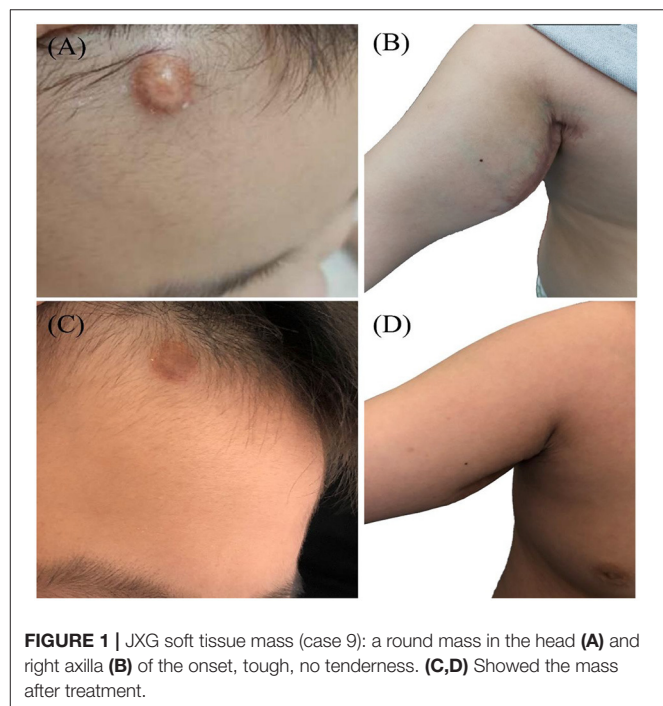 (A)
(B)
(C)
(D)
FIGURE 1 | JXG soft tissue mass (case 9): a round mass in the head (A) and
right axilla (B) of the onset, tough, no tenderness. (C,D) Showed the mass
after treatment.